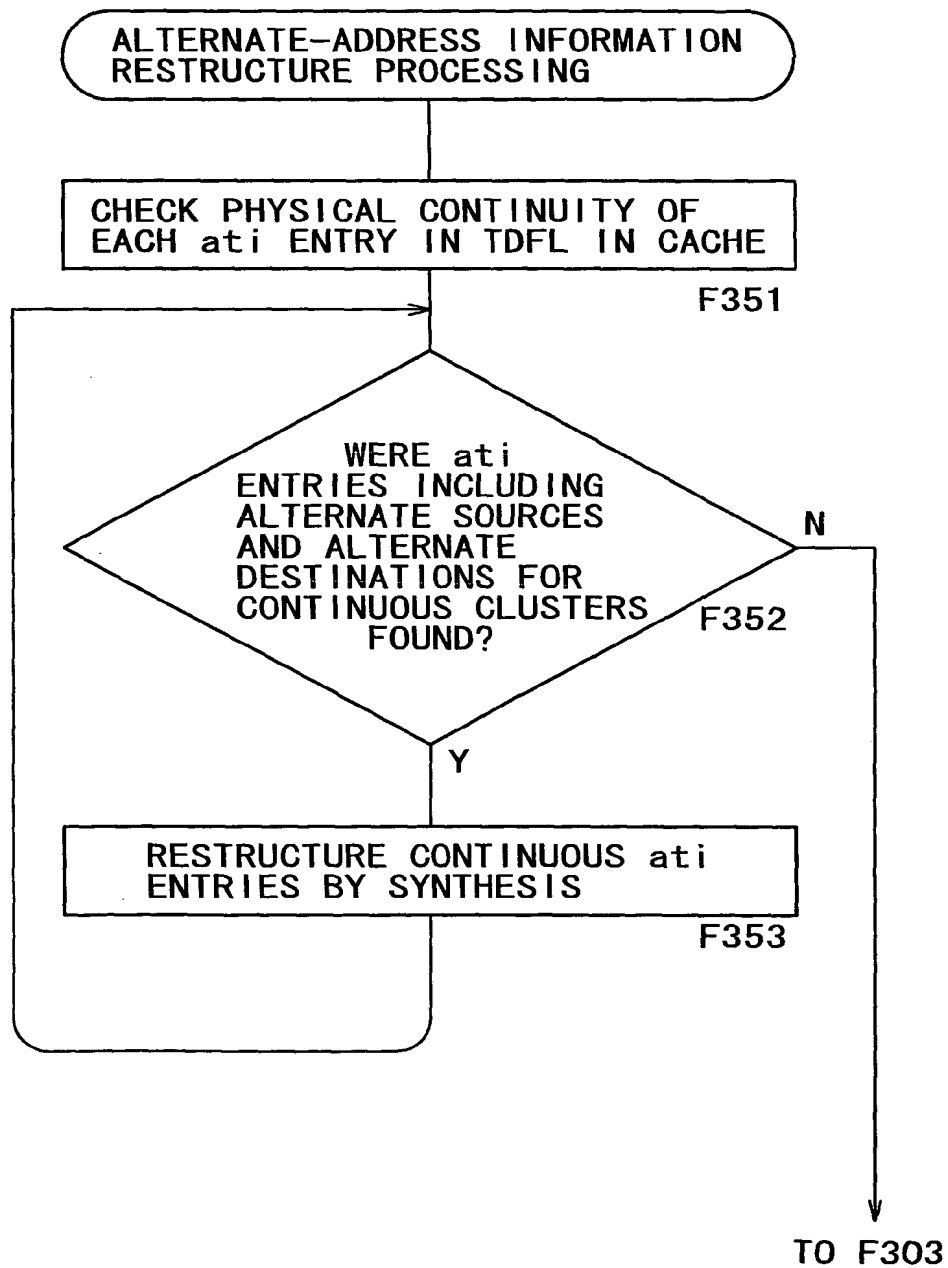 ALTERNATE-ADDRESS INFORMATION
RESTRUCTURE PROCESSING
CHECK PHYSICAL CONTINUITY OF
EACH ati ENTRY IN TDFL IN CACHE
F351
WERE ati
ENTRIES INCLUDING
ALTERNATE SOURCES
AND ALTERNATE
DESTINATIONS FOR
CONTINUOUS CLUSTERS
FOUND?
N
F352
Y
RESTRUCTURE CONTINUOUS ati
ENTRIES BY SYNTHESIS
F353
TO F303